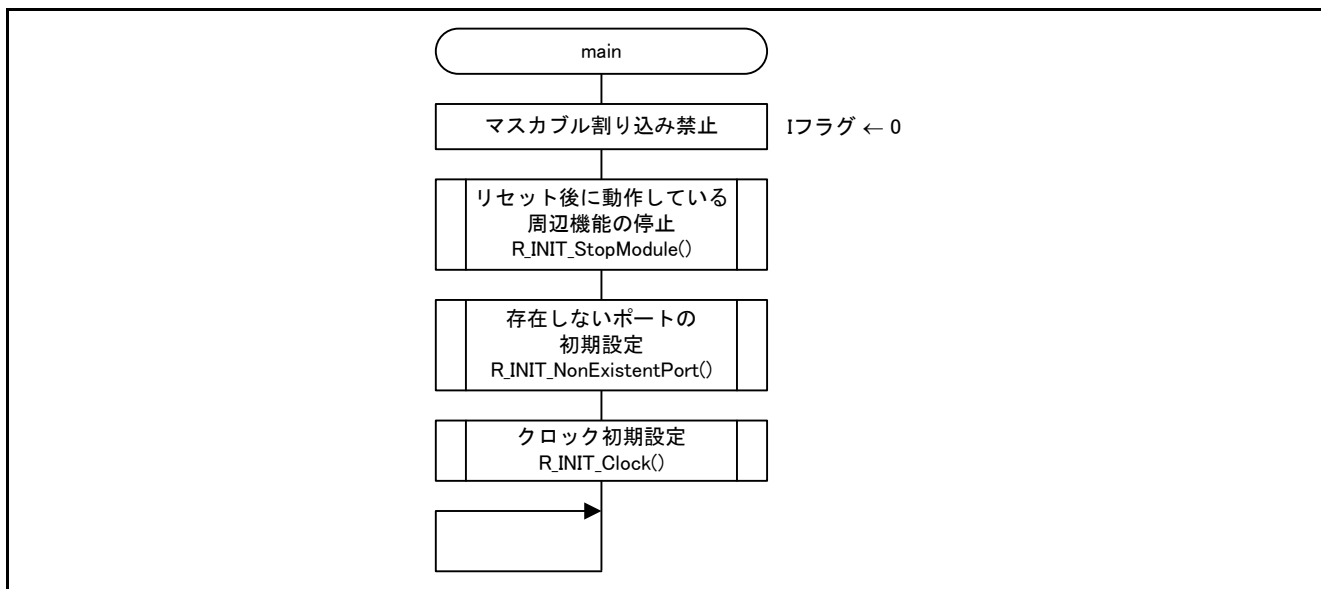 main
マスカブル割り込み禁止
Iフラグ ← 0
リセット後に動作している
周辺機能の停止
R_INIT_StopModule()
存在しないポートの
初期設定
R_INIT_NonExistentPort()
クロック初期設定
R_INIT_Clock()